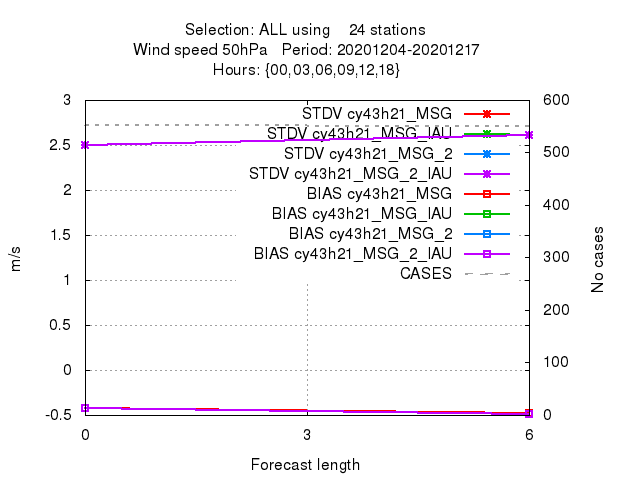 Selection: ALL using 24 stations
Wind speed 50hPa Period: 20201204-20201217
Hours: {00,03,06,09,12,18}
3 600
STDV cy43h21_MSG
STDV cy43h21_MSG_IAU
2.5 500
STDV cy43h21_MSG_2
STDV cy43h21_MSG_2_IAU
2 400
BIAS cy43h21_MSG
BIAS cy43h21_MSG_IAU
1.5 300
BIAS cy43h21_MSG_2
BIAS cy43h21_MSG_2_IAU
1
CASES
0.5 200
0 100
-0.5 0
0 3 6
m/s
No cases
Forecast length